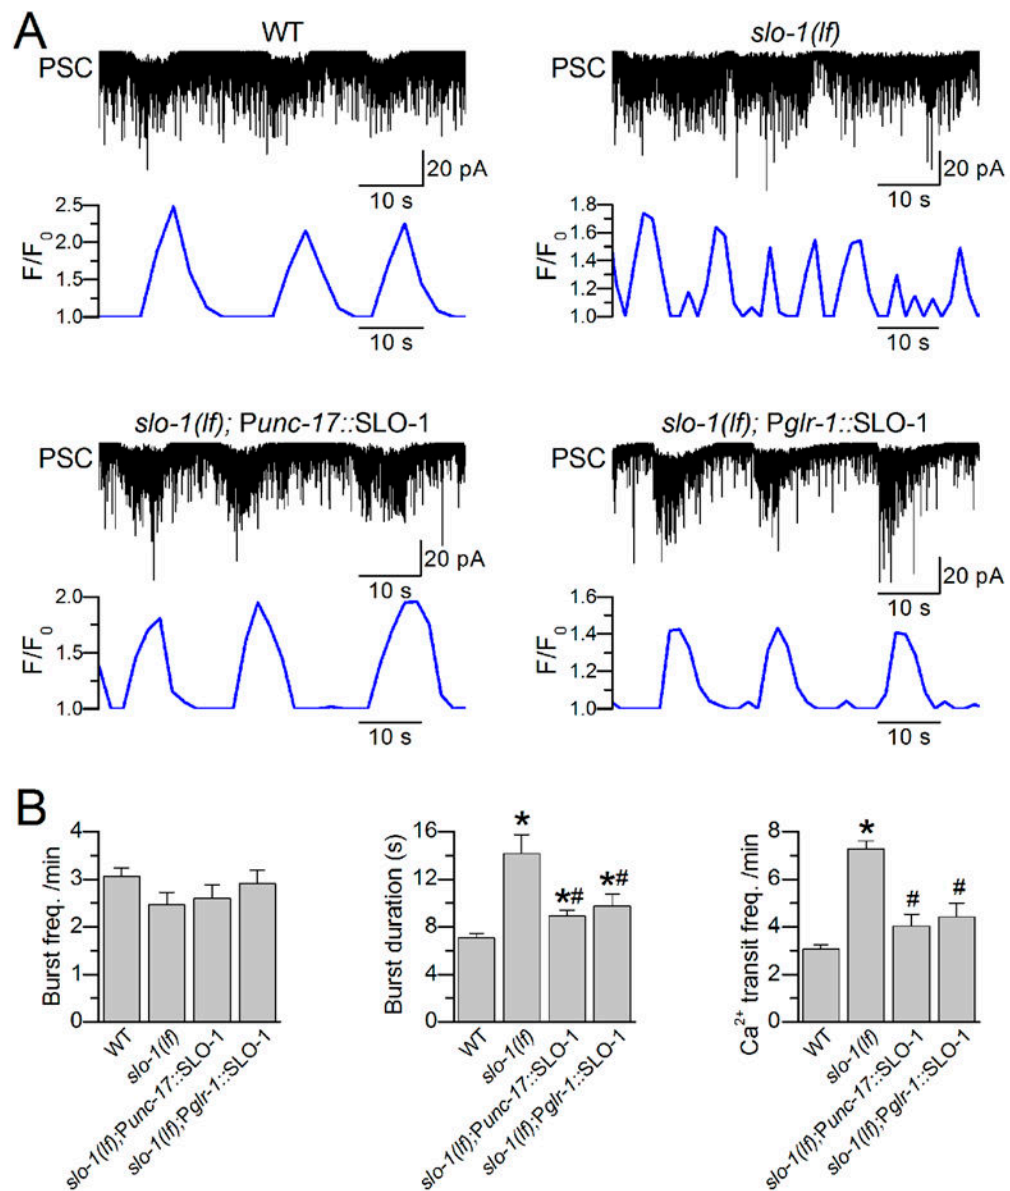 A
WT
slo-1(lf)
PSC
20 pA
10 s
PSC
20 pA
10 s
F/F0
2.5
2.0
1.5
1.0
10 s
F/F0
1.8
1.6
1.4
1.2
1.0
10 s
slo-1(lf); Punc-17::SLO-1
slo-1(lf); Pglr-1::SLO-1
PSC
20 pA
10 s
PSC
20 pA
10 s
F/F0
2.0
1.5
1.0
10 s
F/F0
1.6
1.4
1.2
1.0
10 s
B
Burst freq. /min
4
3
2
1
0
WT
slo-1(lf)
slo-1(lf);Punc-17::SLO-1
slo-1(lf);Pglr-1::SLO-1
Burst duration (s)
16
12
8
4
0
*
*#
*#
WT
slo-1(lf)
slo-1(lf);Punc-17::SLO-1
slo-1(lf);Pglr-1::SLO-1
Ca2+ transit freq. /min
8
6
4
2
0
*
#
#
WT
slo-1(lf)
slo-1(lf);Punc-17::SLO-1
slo-1(lf);Pglr-1::SLO-1